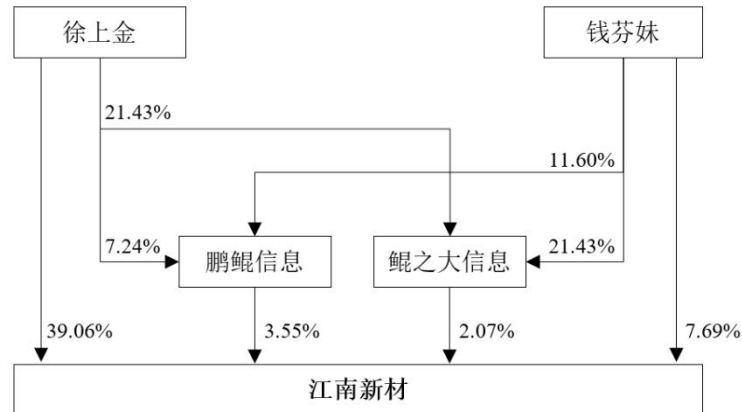 徐上金
钱芬妹
21.43%
11.60%
7.24%
鹏鲲信息
鲲之大信息
21.43%
39.06%
3.55%
2.07%
7.69%
江南新材